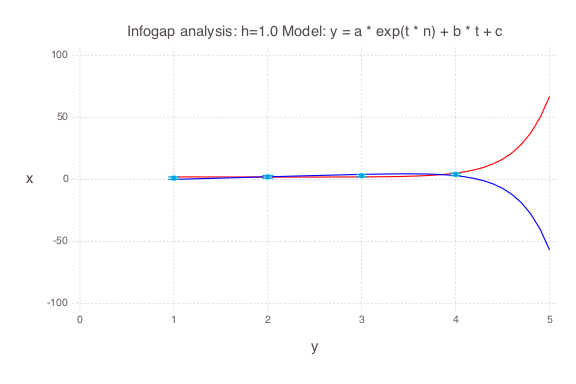 Infogap analysis: h=1.0 Model: y = a * exp(t * n) + b * t + c
100
50
x
0
-50
-100
0 1 2 3 4 5
y